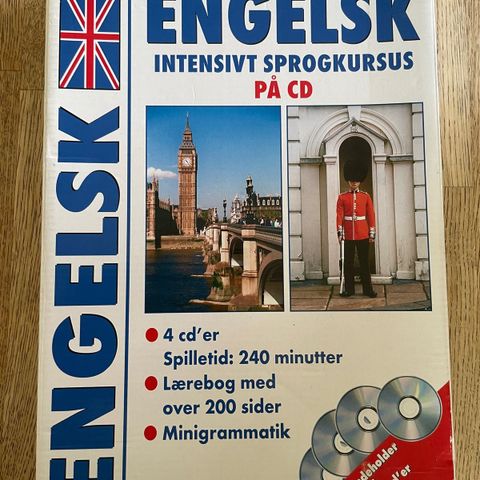 ENGELSK
ENGELSK
INTENSIVT SPROGKURSUS
PÅ CD
4 cd'er
Spilletid: 240 minutter
Lærebog med
over 200 sider
Minigrammatik